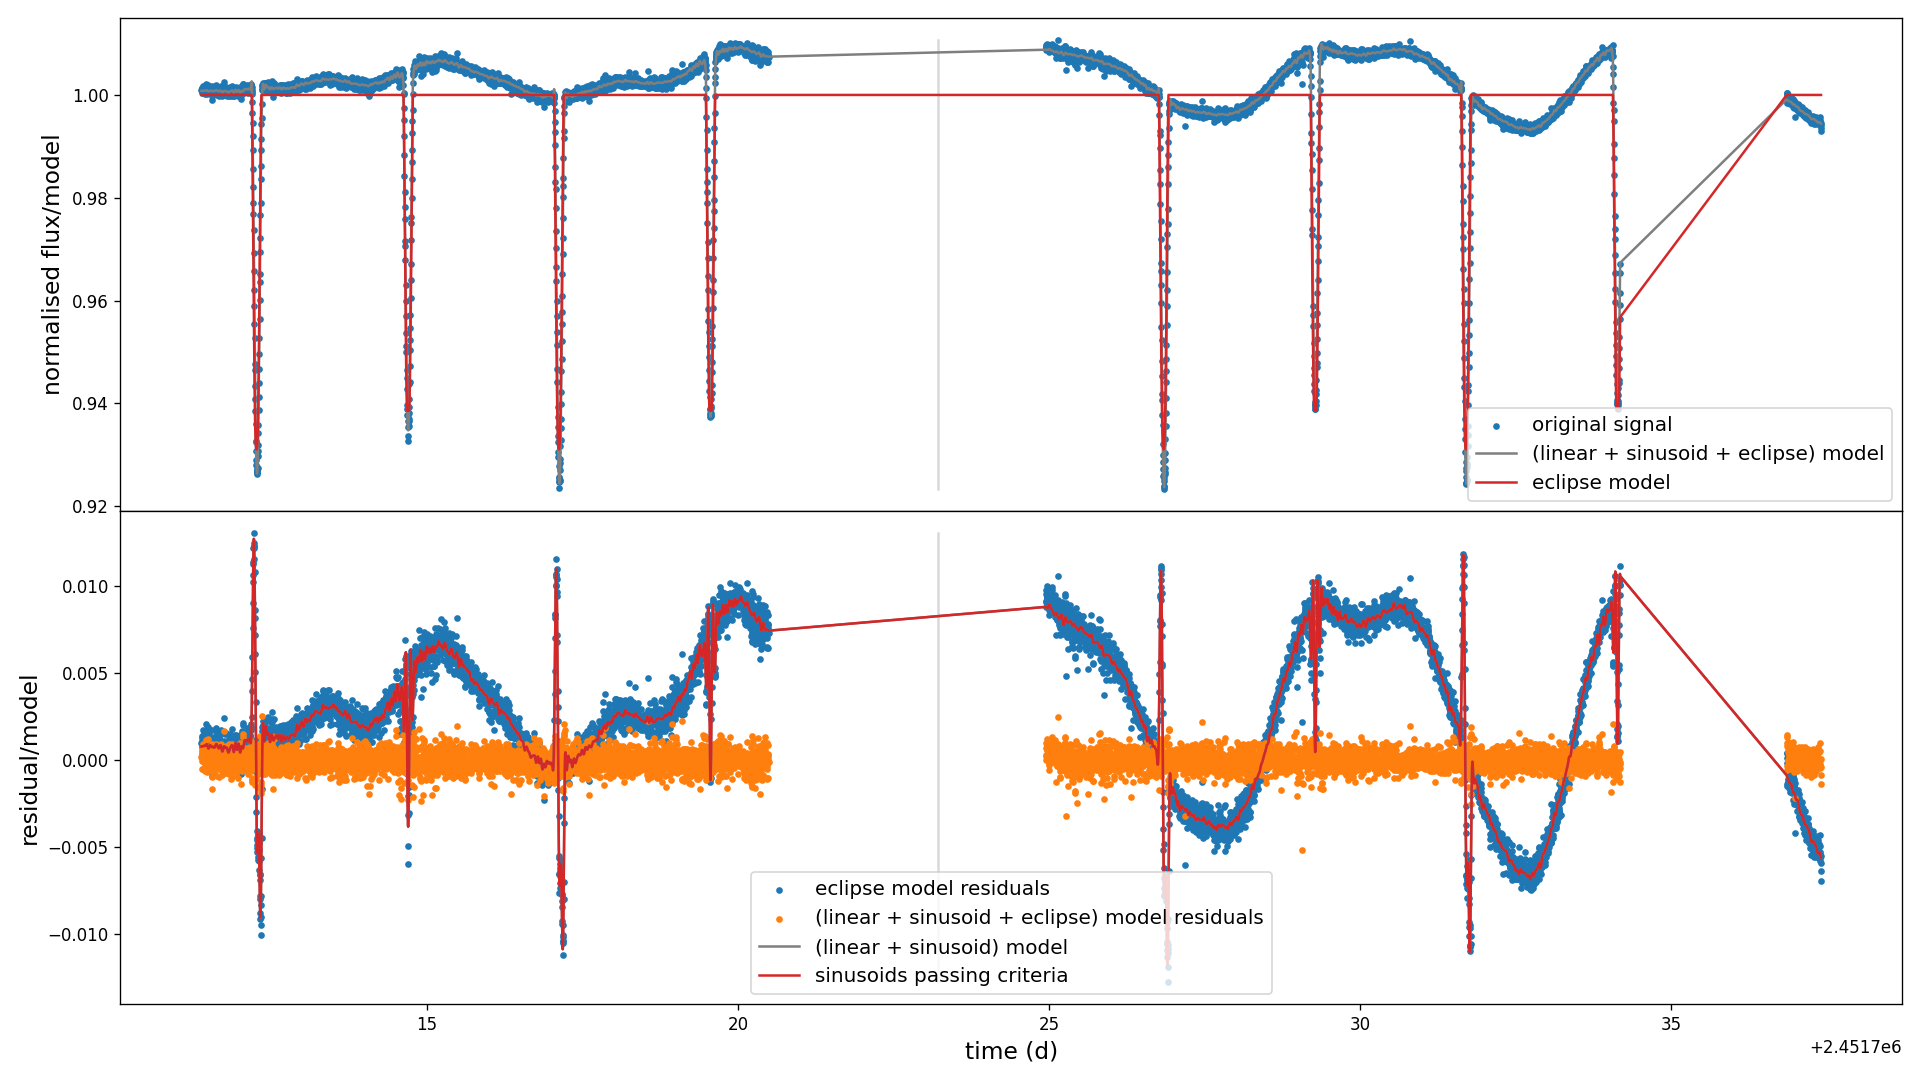 normalised flux/model
1.00
0.98
0.96
0.94
0.92
original signal
(linear + sinusoid + eclipse) model
eclipse model
residual/model
0.010
0.005
0.000
−0.005
−0.010
eclipse model residuals
(linear + sinusoid + eclipse) model residuals
(linear + sinusoid) model
sinusoids passing criteria
15
20
25
30
35
time (d)
+2.4517e6